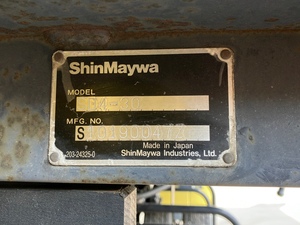 ShinMaywa
MODEL
MFG. NO.
Made in Japan
203-24325-0
ShinMaywa Industries, Ltd.